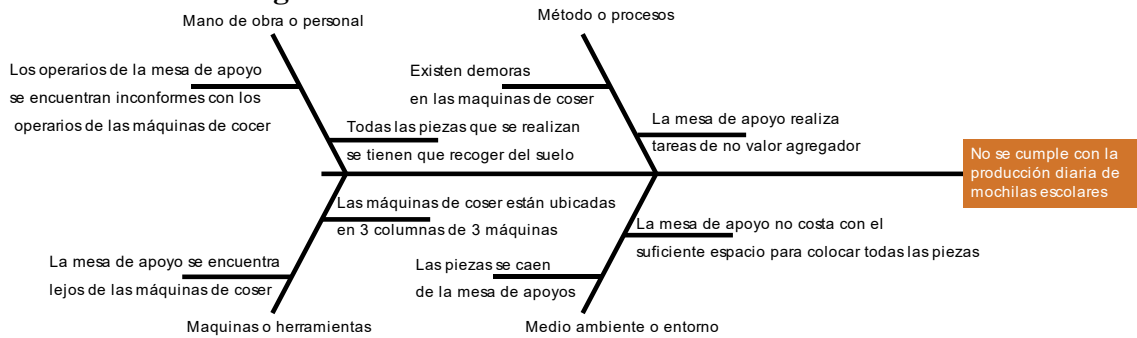 Mano de obra o personal
Los operarios de la mesa de apoyo
se encuentran inconformes con los
operarios de las máquinas de cocer
Todas las piezas que se realizan
se tienen que recoger del suelo
Método o procesos
Existen demoras
en las maquinas de coser
La mesa de apoyo realiza
tareas de no valor agregador
No se cumple con la
producción diaria de
mochilas escolares
Las máquinas de coser están ubicadas
en 3 columnas de 3 máquinas
La mesa de apoyo se encuentra
lejos de las máquinas de coser
Maquinas o herramientas
La mesa de apoyo no costa con el
suficiente espacio para colocar todas las piezas
Las piezas se caen
de la mesa de apoyos
Medio ambiente o entorno